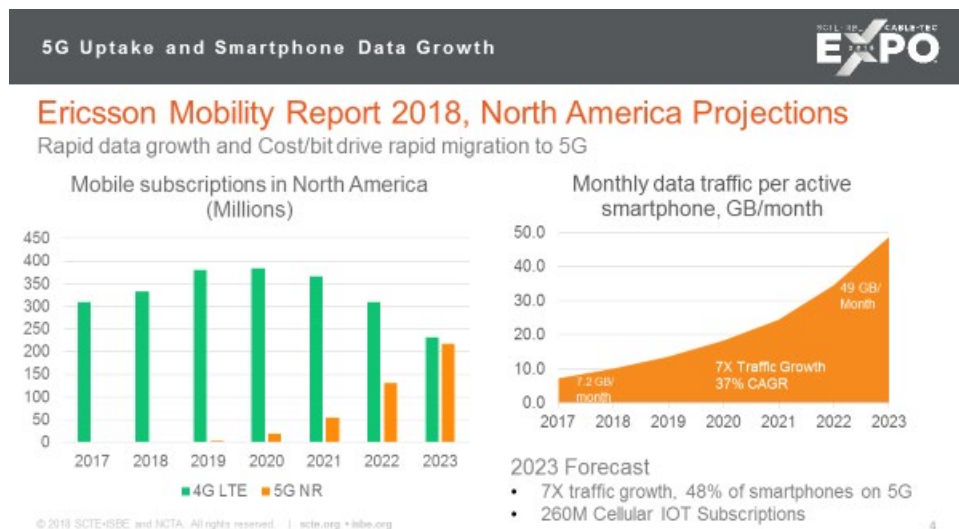 5G Uptake and Smartphone Data Growth
SCTE • ISBE CABLE-TEC
EXPO
2018
Ericsson Mobility Report 2018, North America Projections
Rapid data growth and Cost/bit drive rapid migration to 5G
Mobile subscriptions in North America
(Millions)
450
400
350
300
250
200
150
100
50
0
2017 2018 2019 2020 2021 2022 2023
4G LTE 5G NR
Monthly data traffic per active
smartphone, GB/month
50.0
40.0
30.0
20.0
10.0
0.0
49 GB/
Month
7X Traffic Growth
37% CAGR
7.2 GB/
month
2017 2018 2019 2020 2021 2022 2023
2023 Forecast
• 7X traffic growth, 48% of smartphones on 5G
• 260M Cellular IOT Subscriptions
© 2018 SCTE•ISBE and NCTA. All rights reserved. | scte.org • isbe.org
4